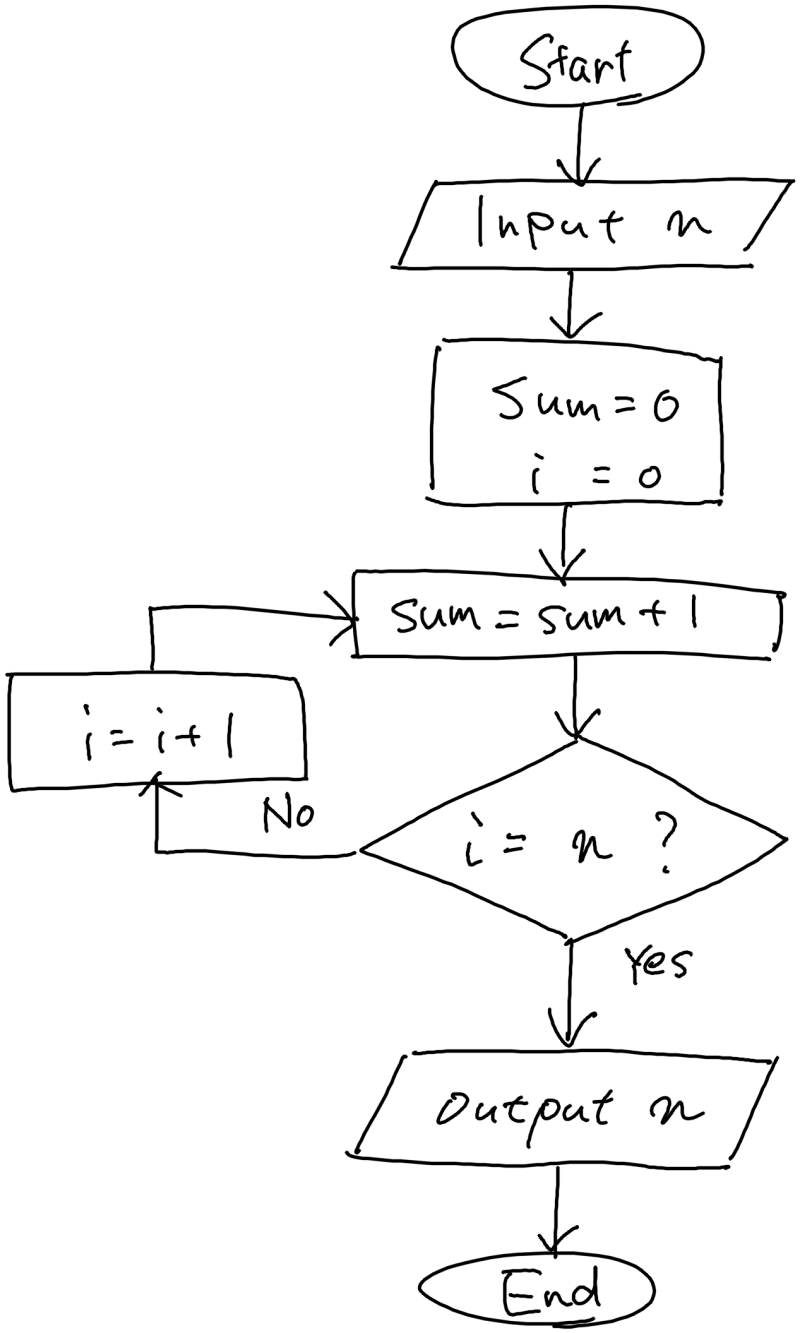 Start
Input n
Sum = 0
i = 0
Sum = sum + 1
i = i + 1
No
i = n ?
Yes
Output n
End